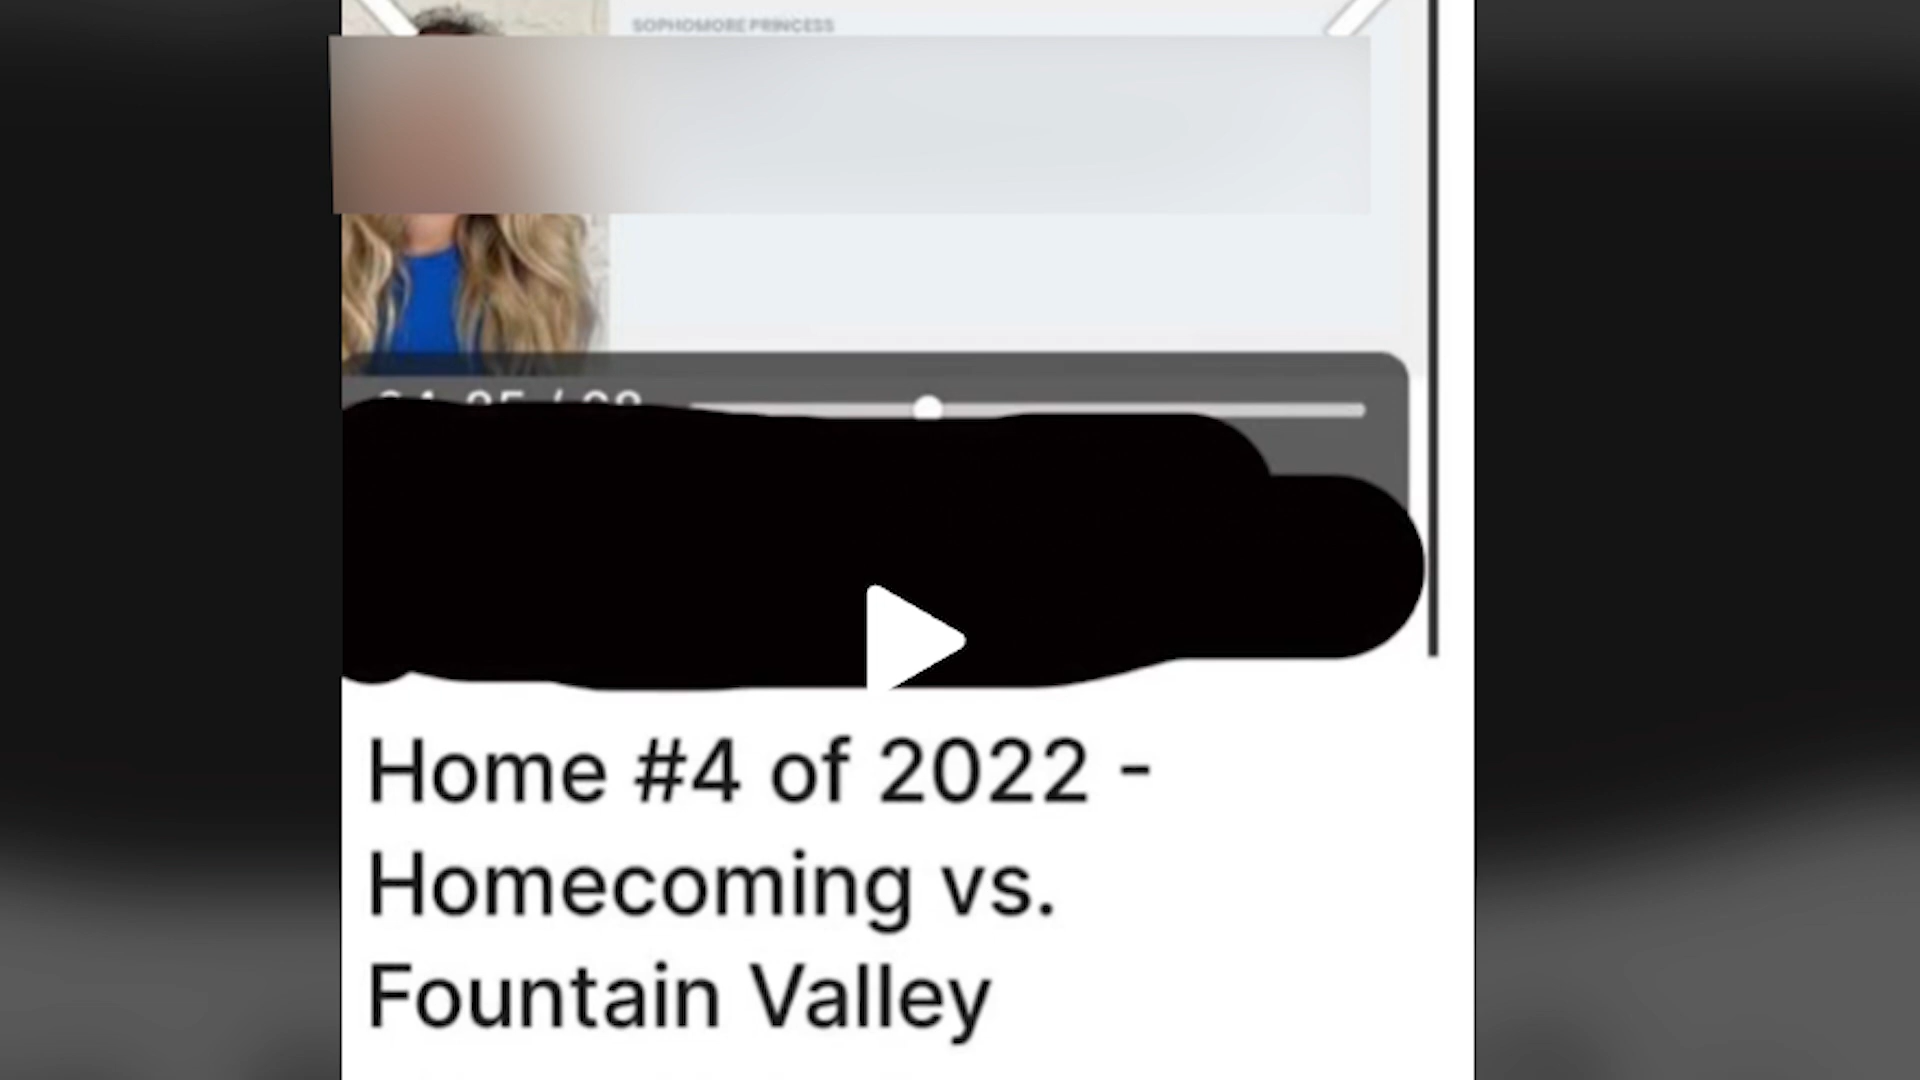 SOPHOMORE PRINCESS
Home #4 of 2022 -
Homecoming vs.
Fountain Valley